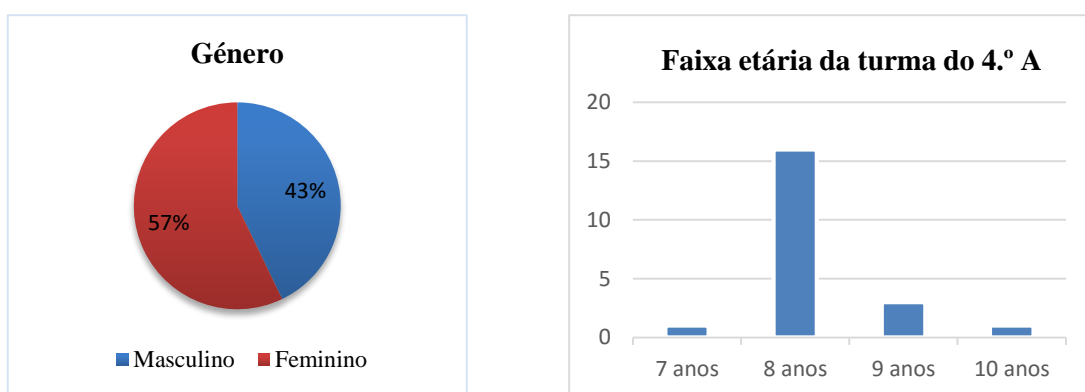 Género
43%
57%
Masculino Feminino
Faixa etária da turma do 4.º A
20
15
10
5
0
7 anos 8 anos 9 anos 10 anos